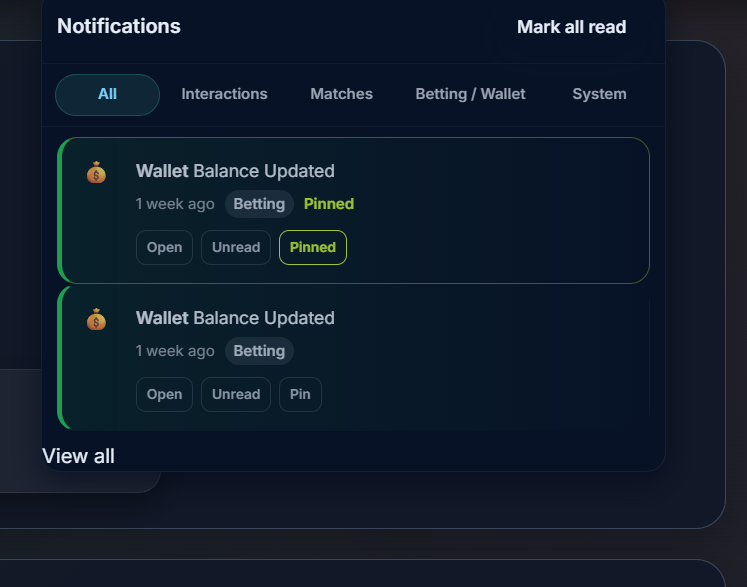 Notifications Mark all read
All Interactions Matches Betting / Wallet System
Wallet Balance Updated
1 week ago Betting Pinned
Open Unread Pinned
Wallet Balance Updated
1 week ago Betting
Open Unread Pin
View all